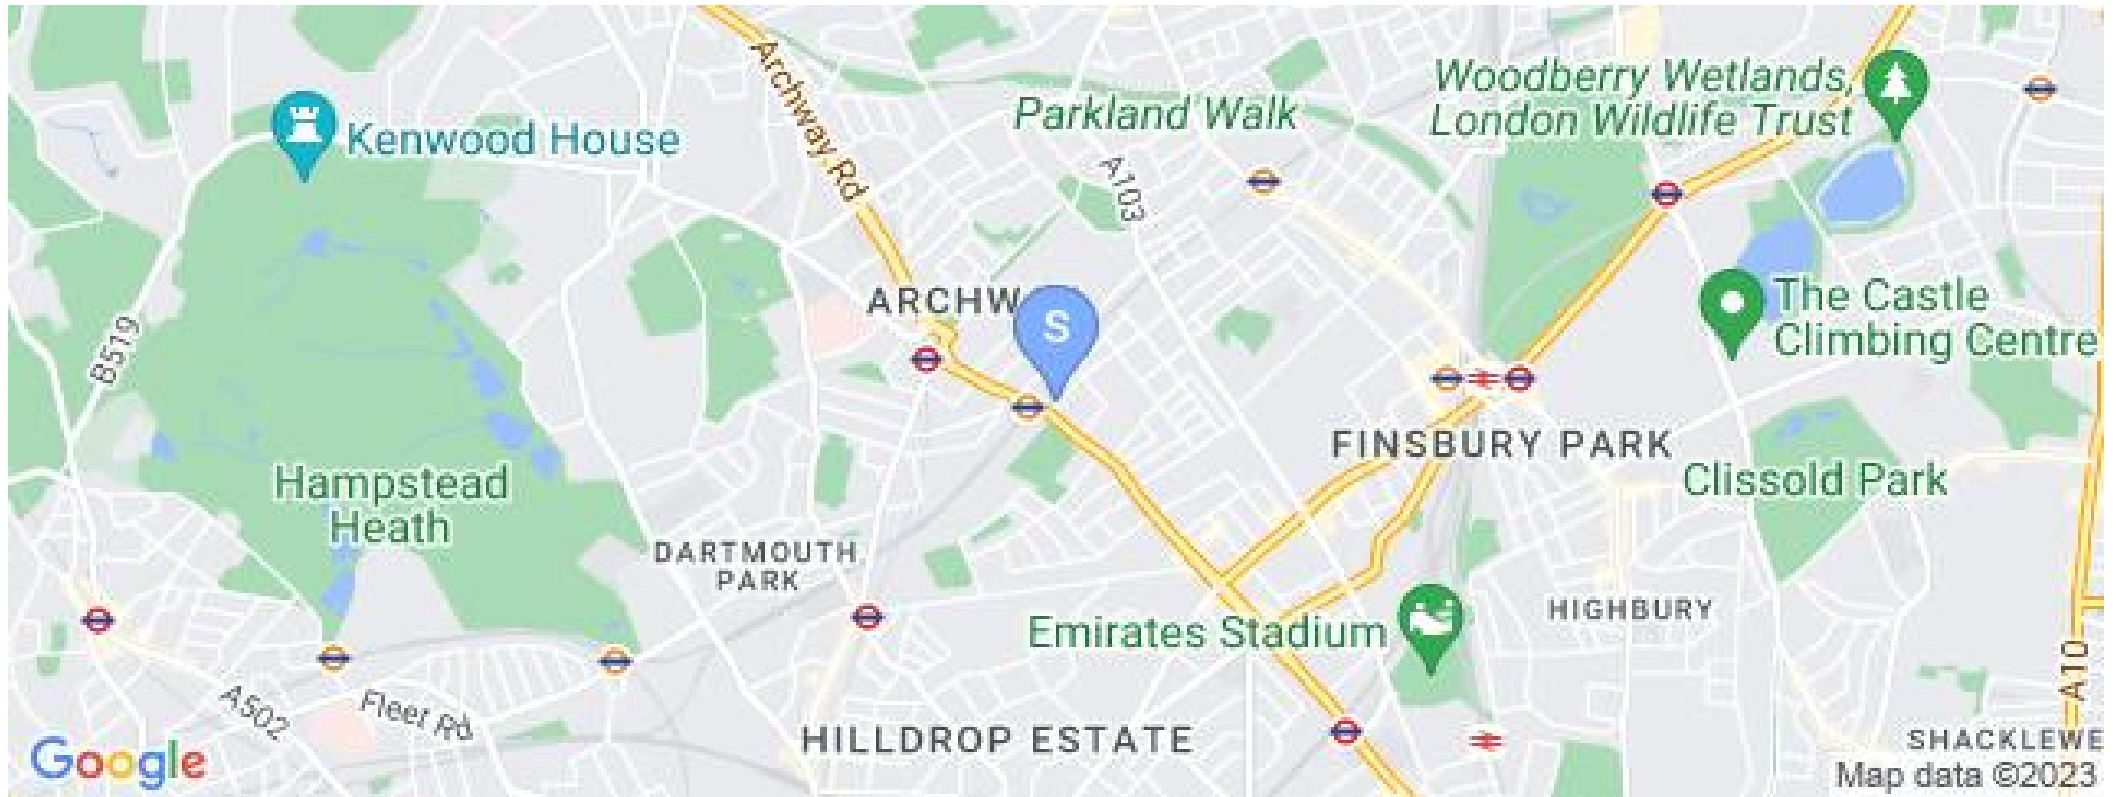 Archway Rd
Woodberry Wetlands,
London Wildlife Trust
Parkland Walk
Kenwood House
A103
ARCHW
S
The Castle
Climbing Centre
B519
FINSBURY PARK
Clissold Park
Hampstead
Heath
DARTMOUTH
PARK
HIGHBURY
Emirates Stadium
A10
A502
Fleet Rd
HILLDROP ESTATE
SHACKLEWE
Google
Map data ©2023